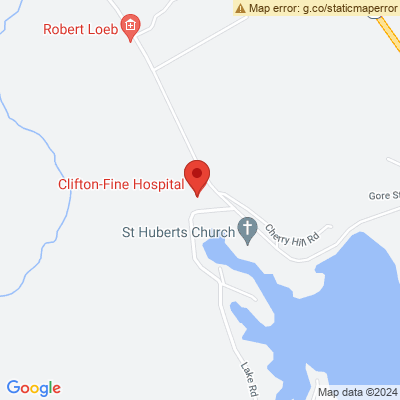 Map error: g.co/staticmaperror
Robert Loeb
Clifton-Fine Hospital
Gore St
St Huberts Church
Cherry Hill Rd
Lake Rd
Google
Map data ©2024